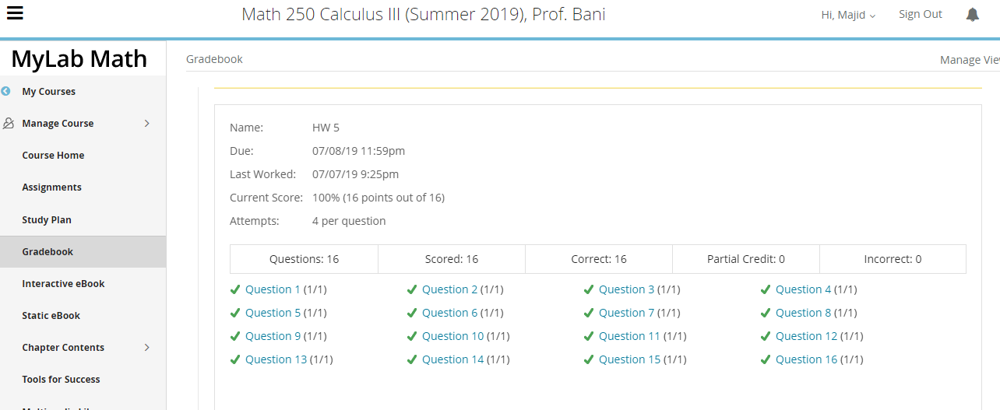 Math 250 Calculus III (Summer 2019), Prof. Bani
Hi, Majid
Sign Out
MyLab Math
Gradebook
Manage Vie
My Courses
Manage Course
Course Home
Assignments
Study Plan
Gradebook
Interactive eBook
Static eBook
Chapter Contents
Tools for Success
Name: HW 5
Due: 07/08/19 11:59pm
Last Worked: 07/07/19 9:25pm
Current Score: 100% (16 points out of 16)
Attempts: 4 per question
Questions: 16 Scored: 16 Correct: 16 Partial Credit: 0 Incorrect: 0
Question 1 (1/1) Question 2 (1/1) Question 3 (1/1) Question 4 (1/1)
Question 5 (1/1) Question 6 (1/1) Question 7 (1/1) Question 8 (1/1)
Question 9 (1/1) Question 10 (1/1) Question 11 (1/1) Question 12 (1/1)
Question 13 (1/1) Question 14 (1/1) Question 15 (1/1) Question 16 (1/1)